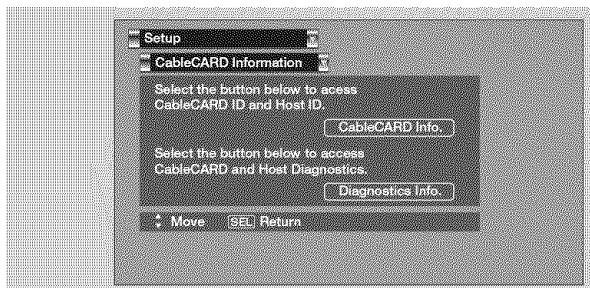 Setup
CableCARD Information
Select the button below to acess
CableCARD ID and Host ID.
CableCARD Info.
Select the button below to access
CableCARD and Host Diagnostics.
Diagnostics Info.
Move SEL Return